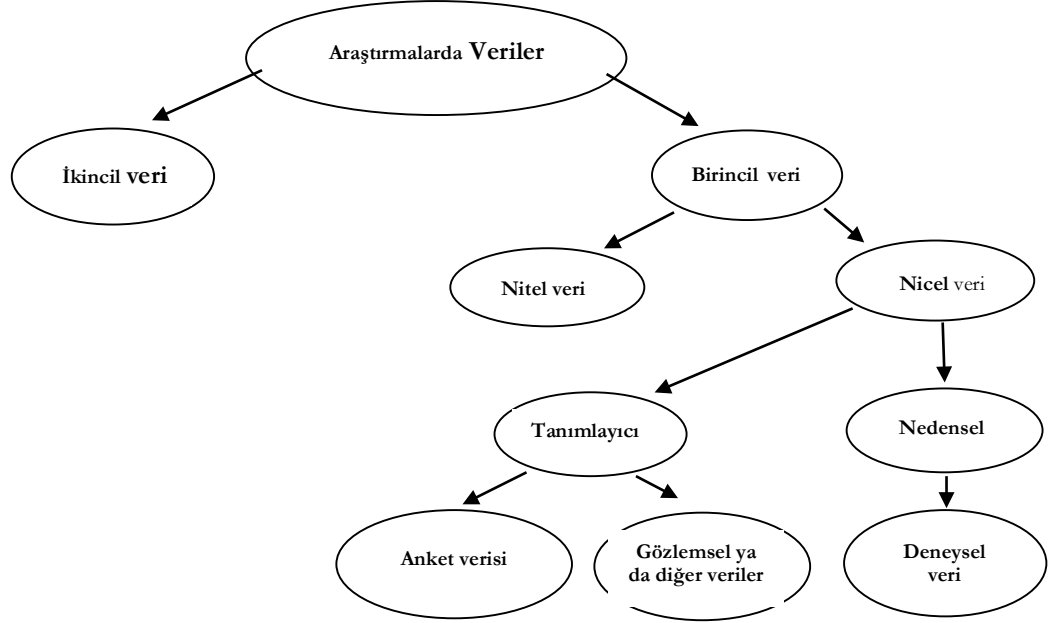 Araştırmalarda Veriler
İkincil veri
Birincil veri
Nitel veri
Nicel veri
Tanımlayıcı
Nedensel
Anket verisi
Gözlemsel ya
da diğer veriler
Deneysel
veri